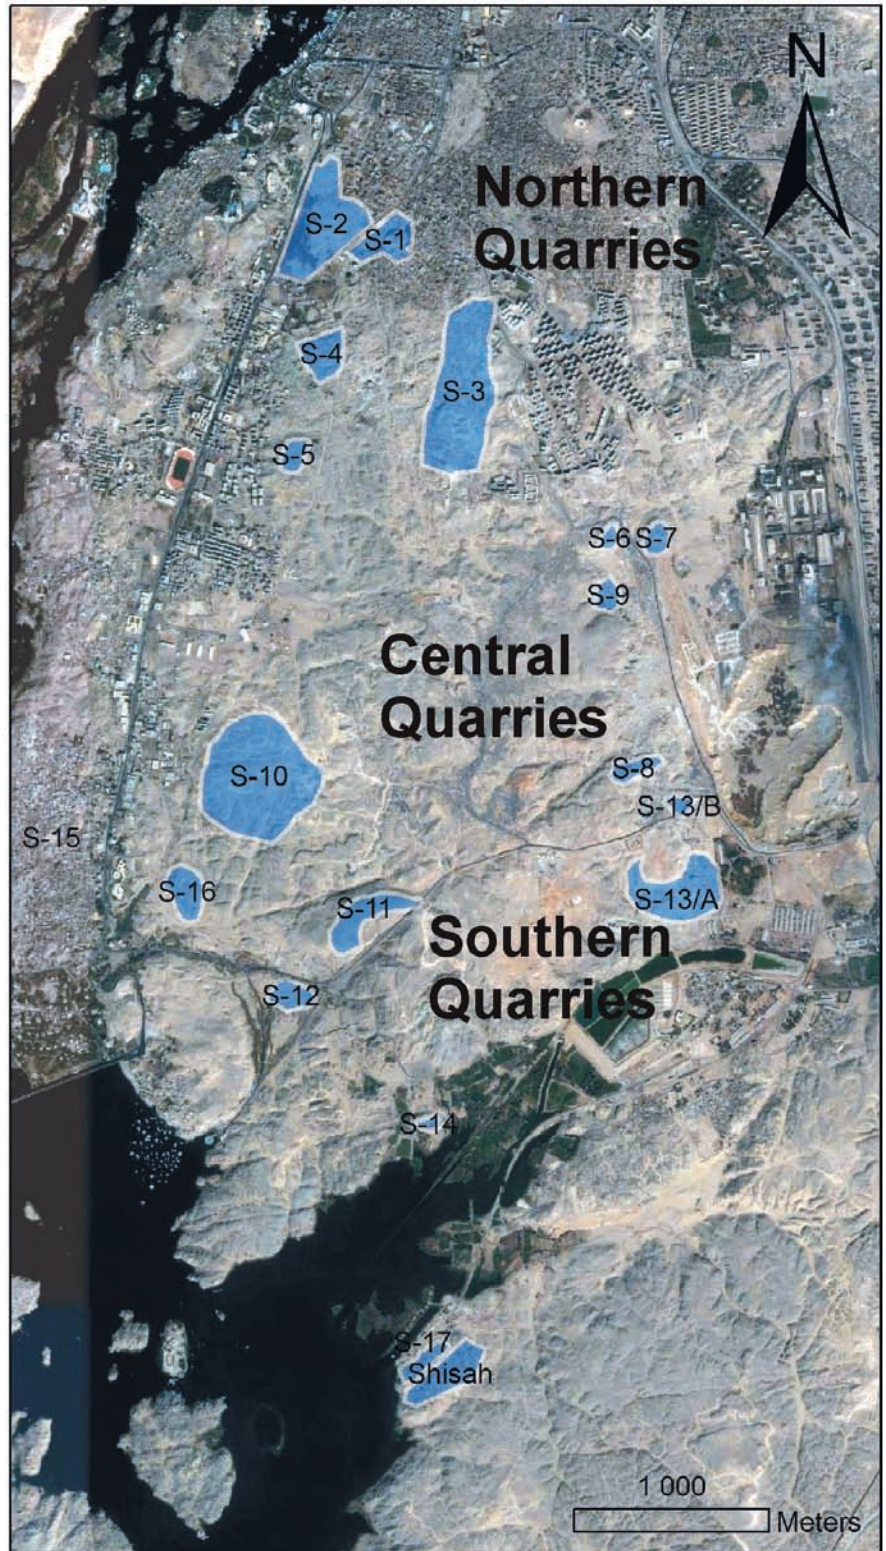 N
Northern
Quarries
S-2
S-1
S-4
S-3
S-5
S-6
S-7
S-9
Central
Quarries
S-10
S-8
S-13/B
S-15
S-16
S-11
S-13/A
Southern
Quarries
S-12
S-14
S-17
Shisah
1 000
Meters